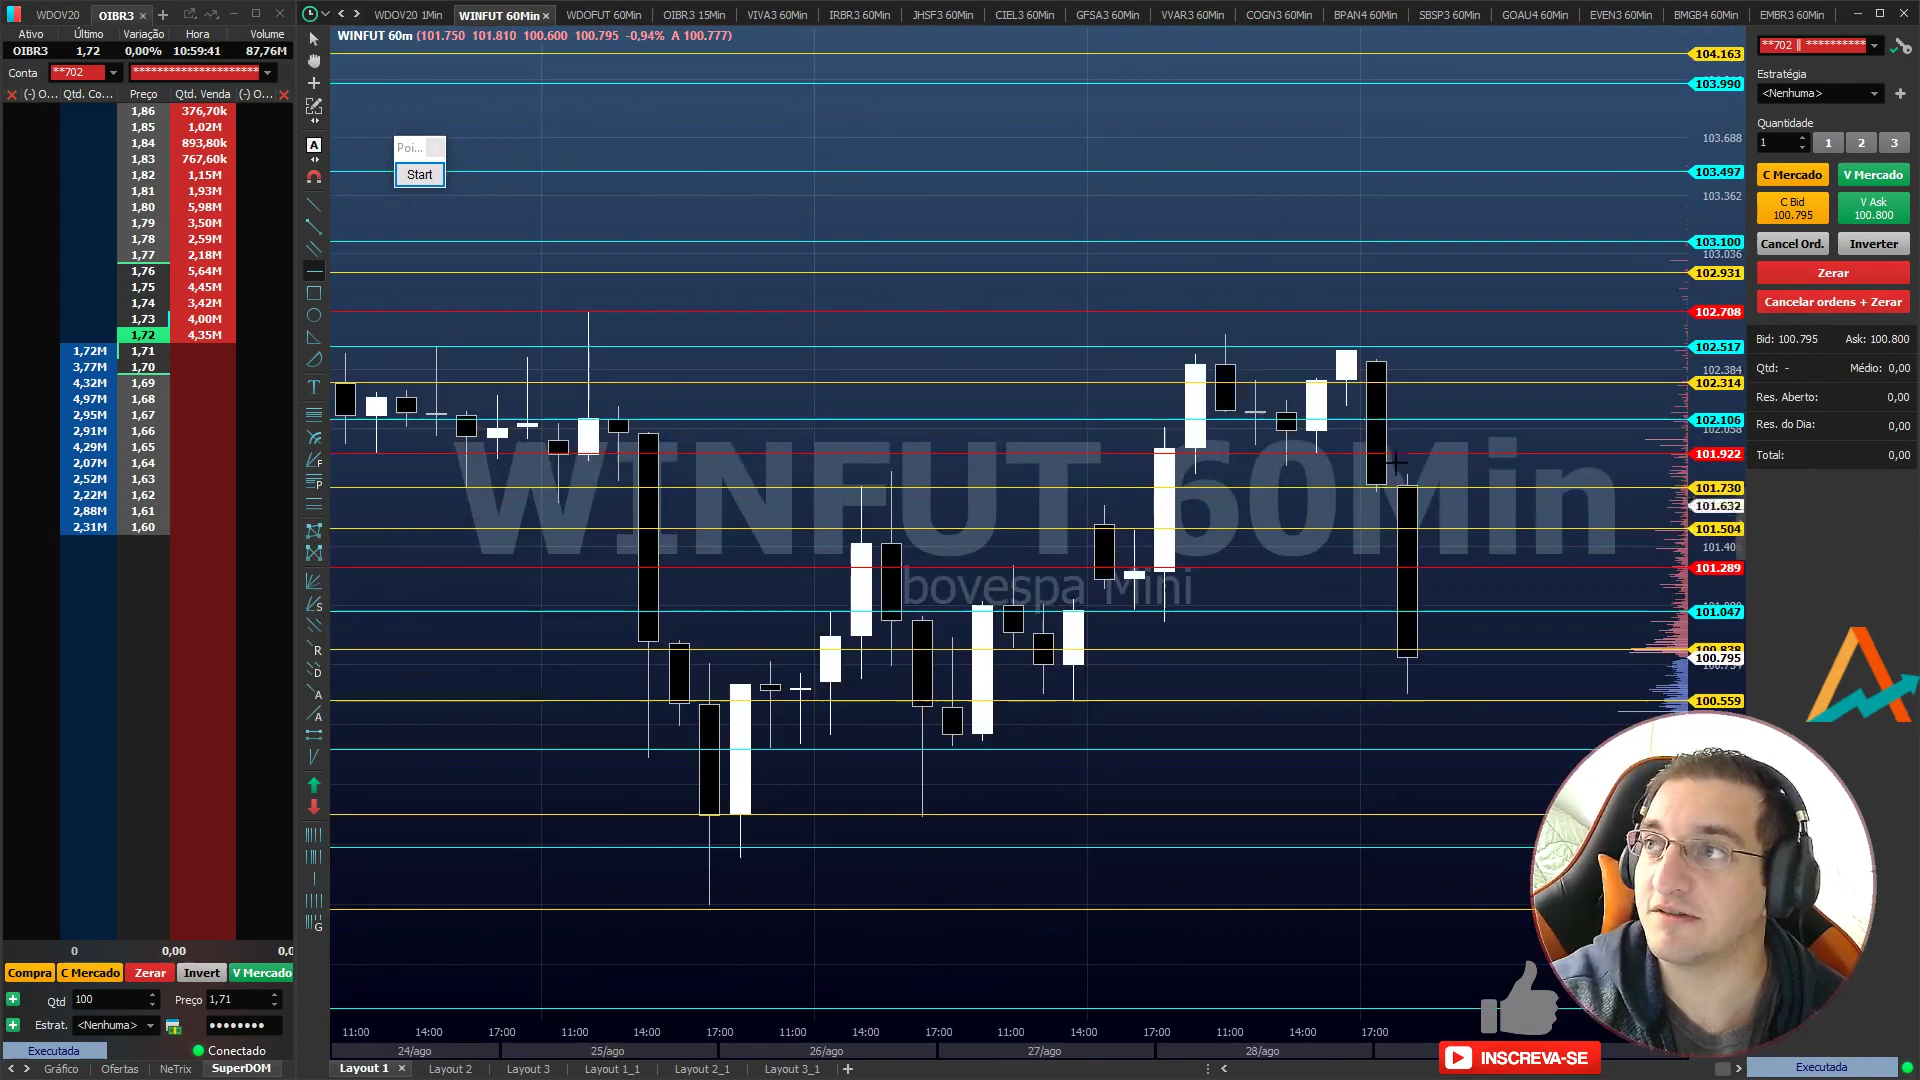 WDOV20 OIBR3
Ativo Último Variação Hora Volume
OIBR3 1,72 0,00% 10:59:41 87,76M
Conta **702 **********************
(-) O... Qtd. Co... Preço Qtd. Venda (-) O...
1,86 376,70k
1,85 1,02M
1,84 893,80k
1,83 767,60k
1,82 1,15M
1,81 1,93M
1,80 5,98M
1,79 3,50M
1,78 2,59M
1,77 2,18M
1,76 5,64M
1,75 4,45M
1,74 3,42M
1,73 4,00M
1,72 4,35M
1,72M 1,71
3,77M 1,70
4,32M 1,69
4,97M 1,68
2,95M 1,67
2,91M 1,66
4,29M 1,65
2,07M 1,64
2,52M 1,63
2,22M 1,62
2,88M 1,61
2,31M 1,60
0 0,00 0,0
Compra C Mercado Zerar Invert V Mercado
Qtd 100 Preço 1,71
Estrat. <Nenhuma> ●●●●●●●●
Executada Conectado
Gráfico Ofertas NeTrix SuperDOM
WDOV20 1Min WINFUT 60Min WDOFUT 60Min OIBR3 15Min VIVA3 60Min IRBR3 60Min JHSF3 60Min CIEL3 60Min GFSA3 60Min VVAR3 60Min COGN3 60Min BPAN4 60Min SBSP3 60Min GOAU4 60Min EVEN3 60Min BMGB4 60Min EMBR3 60Min
WINFUT 60m (101.750 101.810 100.600 100.795 -0,94% A 100.777)
Poi...
Start
WINFUT 60Min
bovespa Mini
104.163
103.990
103.688
103.497
103.362
103.100
103.036
102.931
102.708
102.517
102.384
102.314
102.106
102.058
101.922
101.730
101.632
101.504
101.289
101.047
100.838
100.795
100.559
11:00 14:00 17:00 11:00 14:00 17:00 11:00 14:00 17:00 11:00 14:00 17:00 11:00 14:00 17:00
24/ago 25/ago 26/ago 27/ago 28/ago
Layout 1 Layout 2 Layout 3 Layout 1_1 Layout 2_1 Layout 3_1
**702 || **********
Estratégia
<Nenhuma>
Quantidade
1 1 2 3
C Mercado V Mercado
C Bid V Ask
100.795 100.800
Cancel Ord. Inverter
Zerar
Cancelar ordens + Zerar
Bid: 100.795 Ask: 100.800
Qtd: - Médio: 0,00
Res. Aberto: 0,00
Res. do Dia: 0,00
Total: 0,00
INSCREVA-SE
Executada